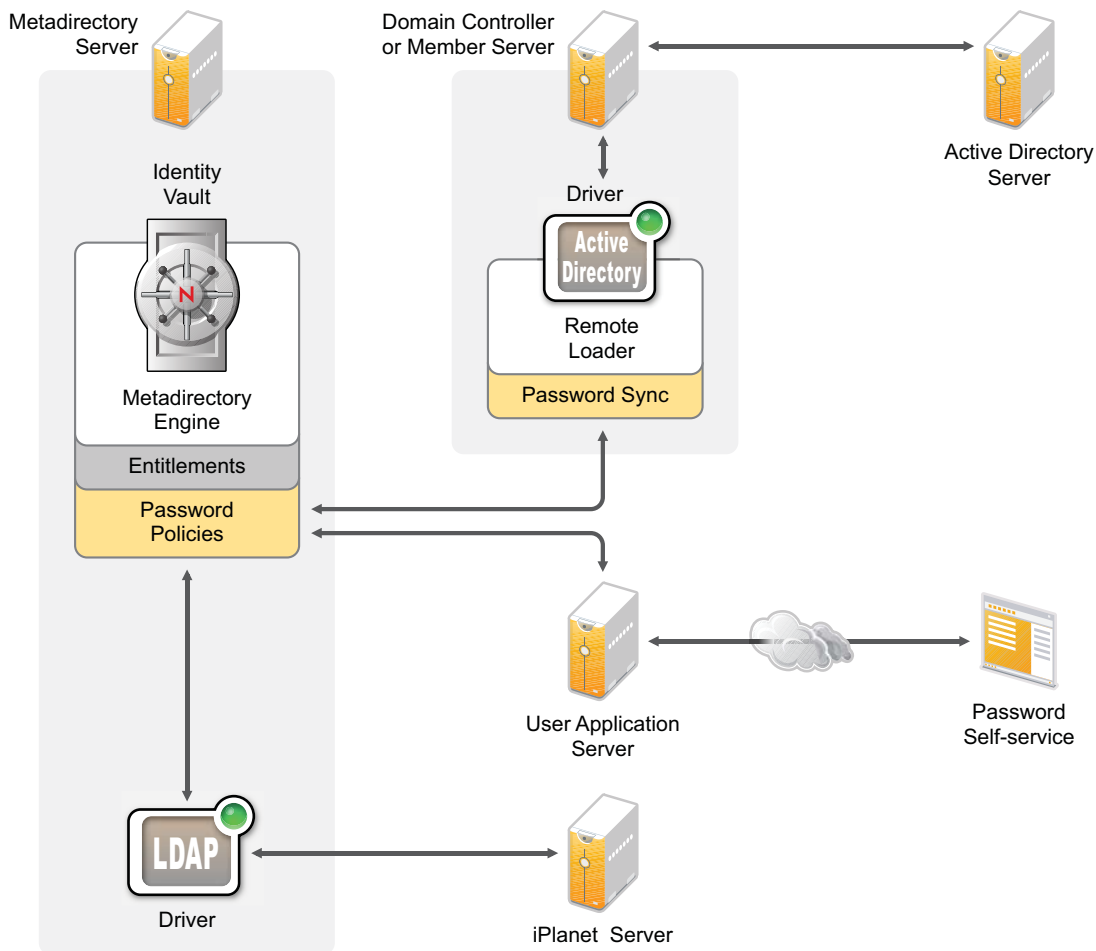 Metadirectory
Server
Domain Controller
or Member Server
Active Directory
Server
Identity
Vault
N
Metadirectory
Engine
Entitlements
Password
Policies
Driver
Active
Directory
Remote
Loader
Password Sync
User Application
Server
Password
Self-service
LDAP
Driver
iPlanet Server